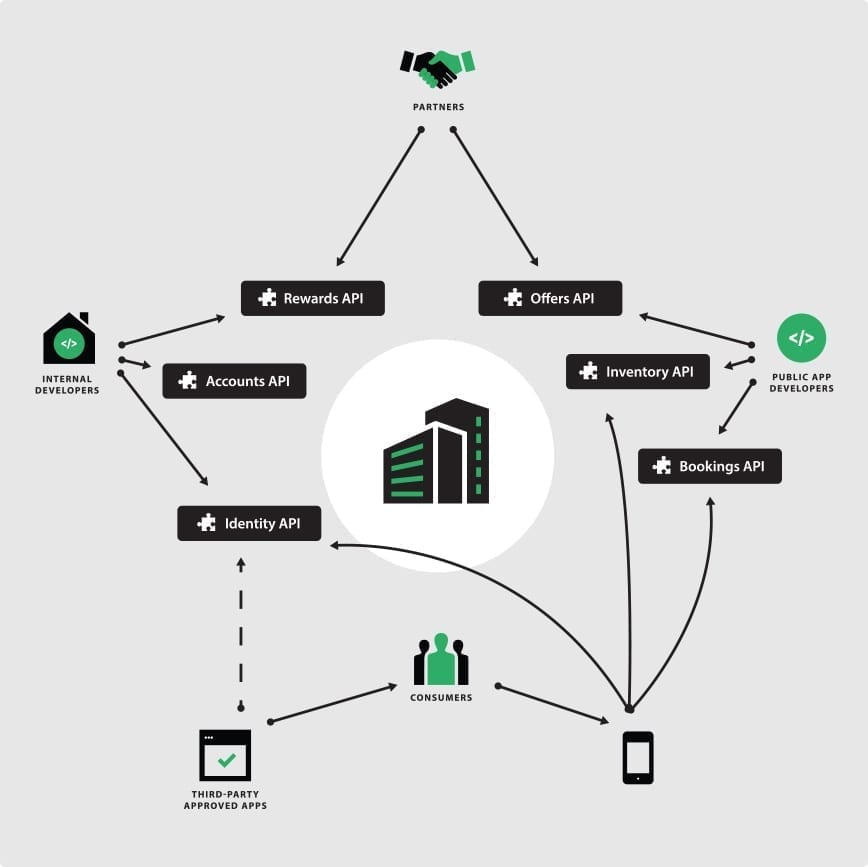 PARTNERS
Rewards API
Offers API
</>
INTERNAL
DEVELOPERS
Accounts API
Inventory API
</>
PUBLIC APP
DEVELOPERS
Bookings API
Identity API
CONSUMERS
THIRD-PARTY
APPROVED APPS